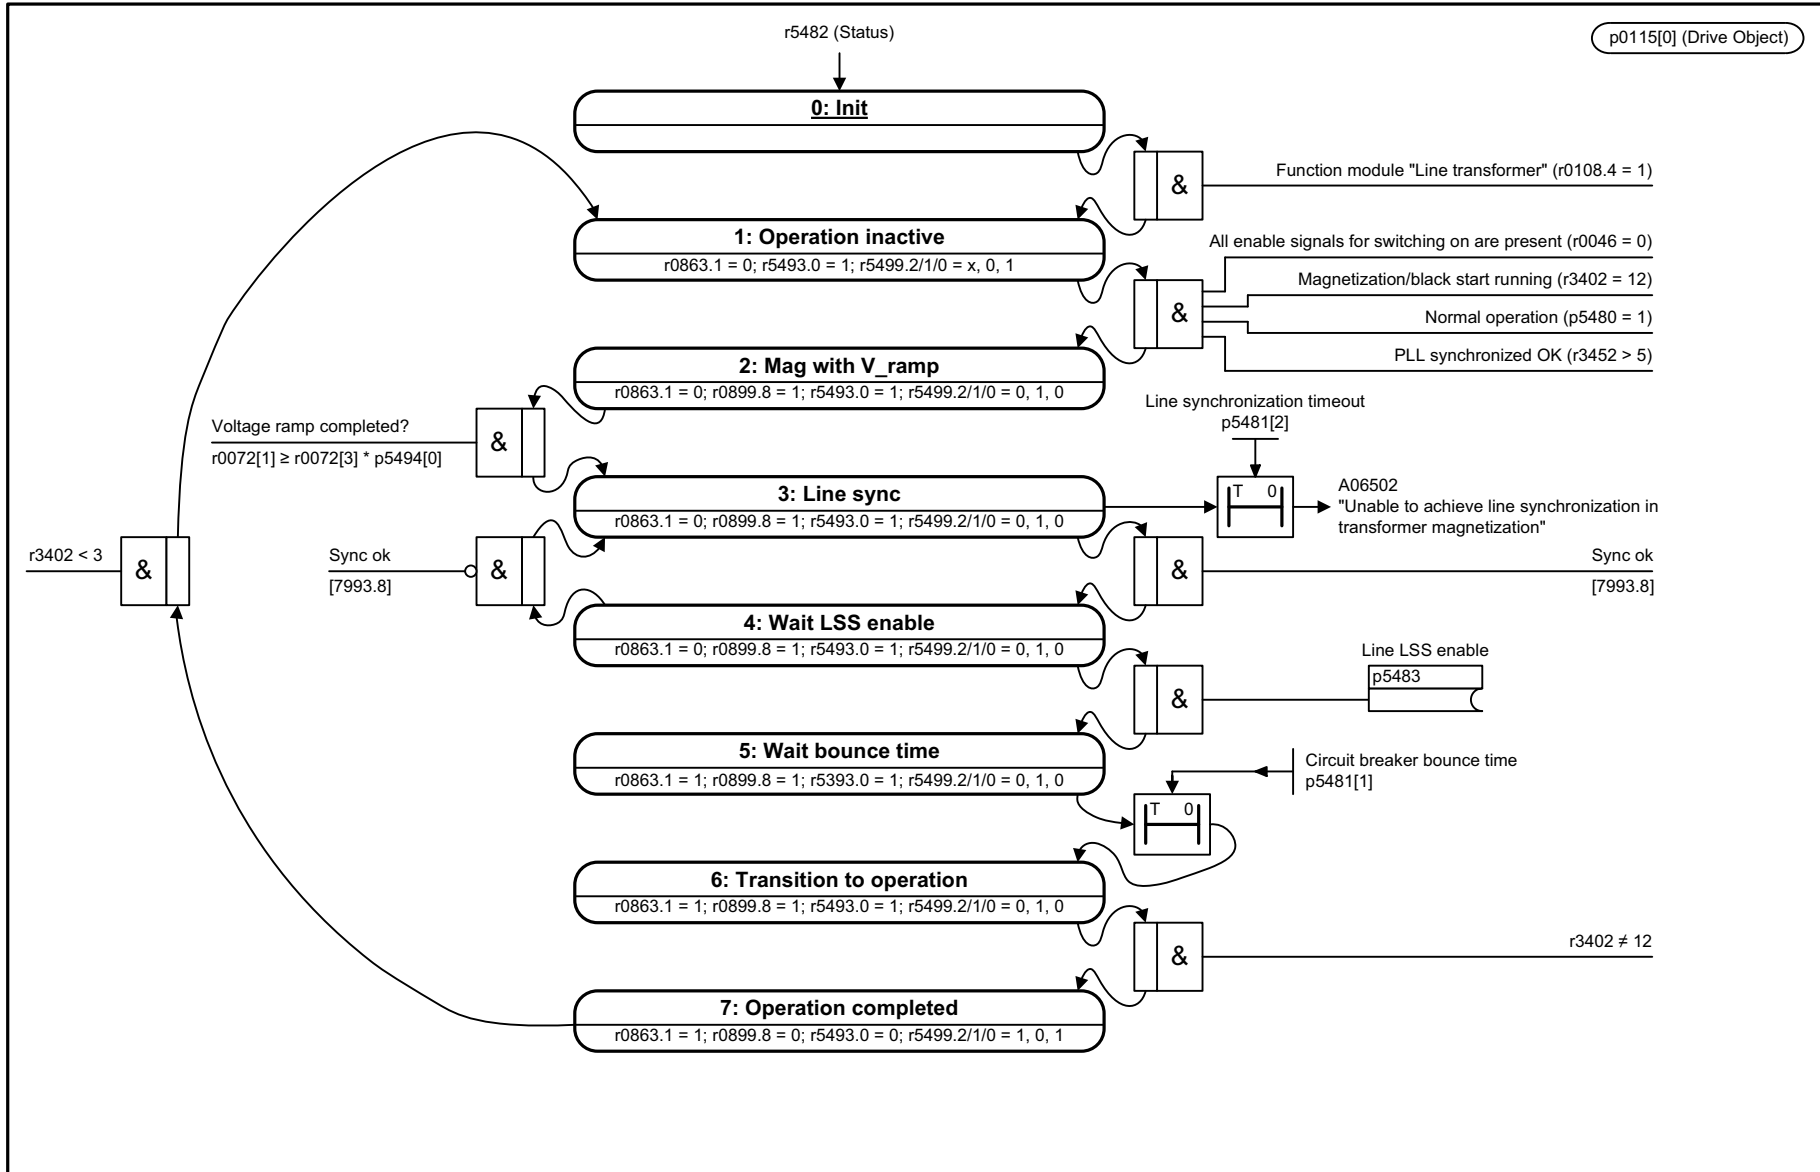 r5482 (Status)
p0115[0] (Drive Object)
0: Init
&
Function module "Line transformer" (r0108.4 = 1)
1: Operation inactive
r0863.1 = 0; r5493.0 = 1; r5499.2/1/0 = x, 0, 1
All enable signals for switching on are present (r0046 = 0)
&
Magnetization/black start running (r3402 = 12)
Normal operation (p5480 = 1)
PLL synchronized OK (r3452 > 5)
2: Mag with V_ramp
r0863.1 = 0; r0899.8 = 1; r5493.0 = 1; r5499.2/1/0 = 0, 1, 0
Voltage ramp completed?
r0072[1] ≥ r0072[3] * p5494[0]
&
Line synchronization timeout
p5481[2]
3: Line sync
r0863.1 = 0; r0899.8 = 1; r5493.0 = 1; r5499.2/1/0 = 0, 1, 0
T 0
A06502
"Unable to achieve line synchronization in
transformer magnetization"
r3402 < 3
&
Sync ok
[7993.8]
&
&
Sync ok
[7993.8]
4: Wait LSS enable
r0863.1 = 0; r0899.8 = 1; r5493.0 = 1; r5499.2/1/0 = 0, 1, 0
&
Line LSS enable
p5483
5: Wait bounce time
r0863.1 = 1; r0899.8 = 1; r5393.0 = 1; r5499.2/1/0 = 0, 1, 0
Circuit breaker bounce time
p5481[1]
T 0
6: Transition to operation
r0863.1 = 1; r0899.8 = 1; r5493.0 = 1; r5499.2/1/0 = 0, 1, 0
&
r3402 ≠ 12
7: Operation completed
r0863.1 = 1; r0899.8 = 0; r5493.0 = 0; r5499.2/1/0 = 1, 0, 1